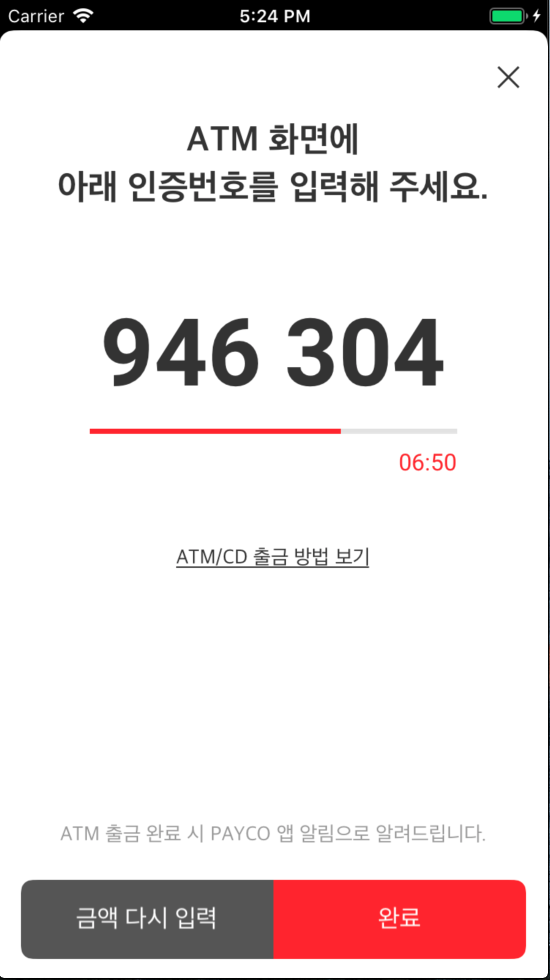 Carrier 5:24 PM
ATM 화면에
아래 인증번호를 입력해 주세요.
946 304
06:50
ATM/CD 출금 방법 보기
ATM 출금 완료 시 PAYCO 앱 알림으로 알려드립니다.
금액 다시 입력 완료